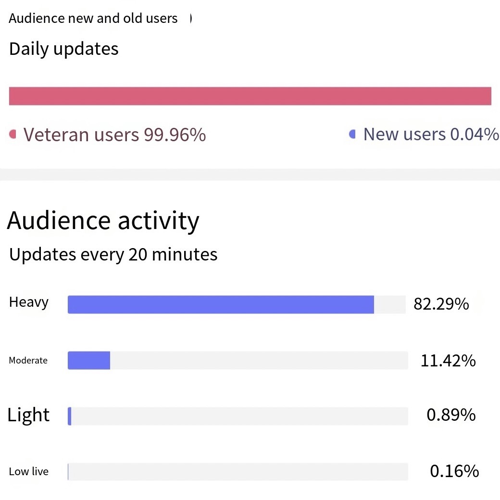 Audience new and old users )
Daily updates
Veteran users 99.96% New users 0.04%
Audience activity
Updates every 20 minutes
Heavy 82.29%
Moderate 11.42%
Light 0.89%
Low live 0.16%